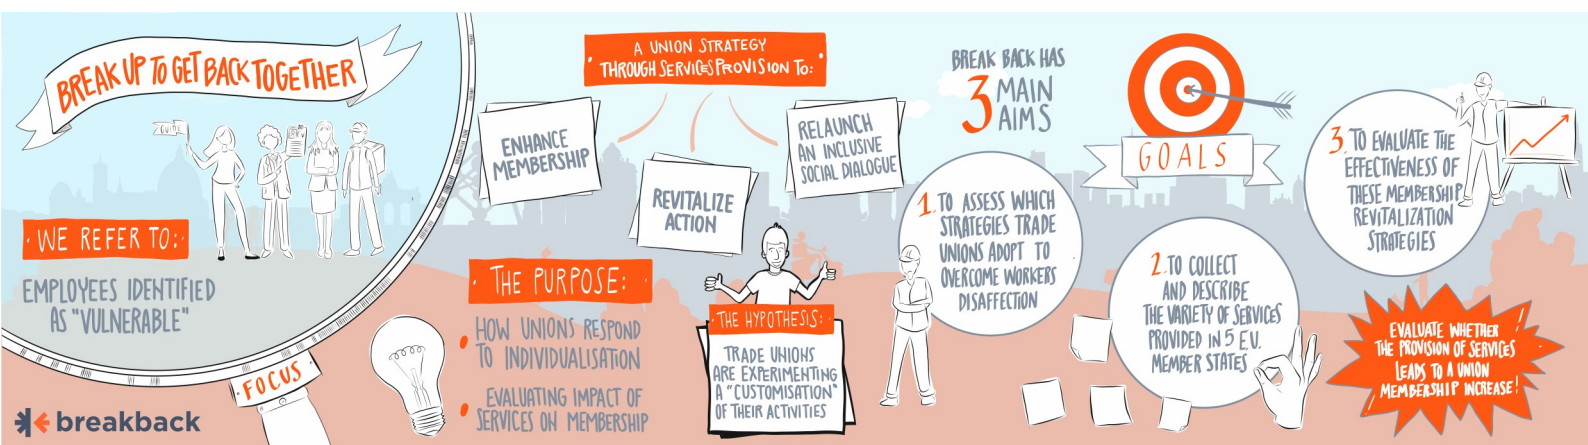 BREAK UP TO GET BACK TOGETHER
GUIDE
· WE REFER TO: ·
EMPLOYEES IDENTIFIED
AS "VULNERABLE"
· FOCUS ·
breakback
A UNION STRATEGY
THROUGH SERVICES PROVISION TO:
ENHANCE
MEMBERSHIP
REVITALIZE
ACTION
RELAUNCH
AN INCLUSIVE
SOCIAL DIALOGUE
· THE PURPOSE: ·
• HOW UNIONS RESPOND
TO INDIVIDUALISATION
• EVALUATING IMPACT OF
SERVICES ON MEMBERSHIP
· THE HYPOTHESIS: ·
TRADE UNIONS
ARE EXPERIMENTING
A "CUSTOMISATION"
OF THEIR ACTIVITIES
BREAK BACK HAS
3 MAIN
AIMS
GOALS
1. TO ASSESS WHICH
STRATEGIES TRADE
UNIONS ADOPT TO
OVERCOME WORKERS
DISAFFECTION
2. TO COLLECT
AND DESCRIBE
THE VARIETY OF SERVICES
PROVIDED IN 5 EU.
MEMBER STATES
3. TO EVALUATE THE
EFFECTIVENESS OF
THESE MEMBERSHIP
REVITALIZATION
STRATEGIES
EVALUATE WHETHER
THE PROVISION OF SERVICES
LEADS TO A UNION
MEMBERSHIP INCREASE!